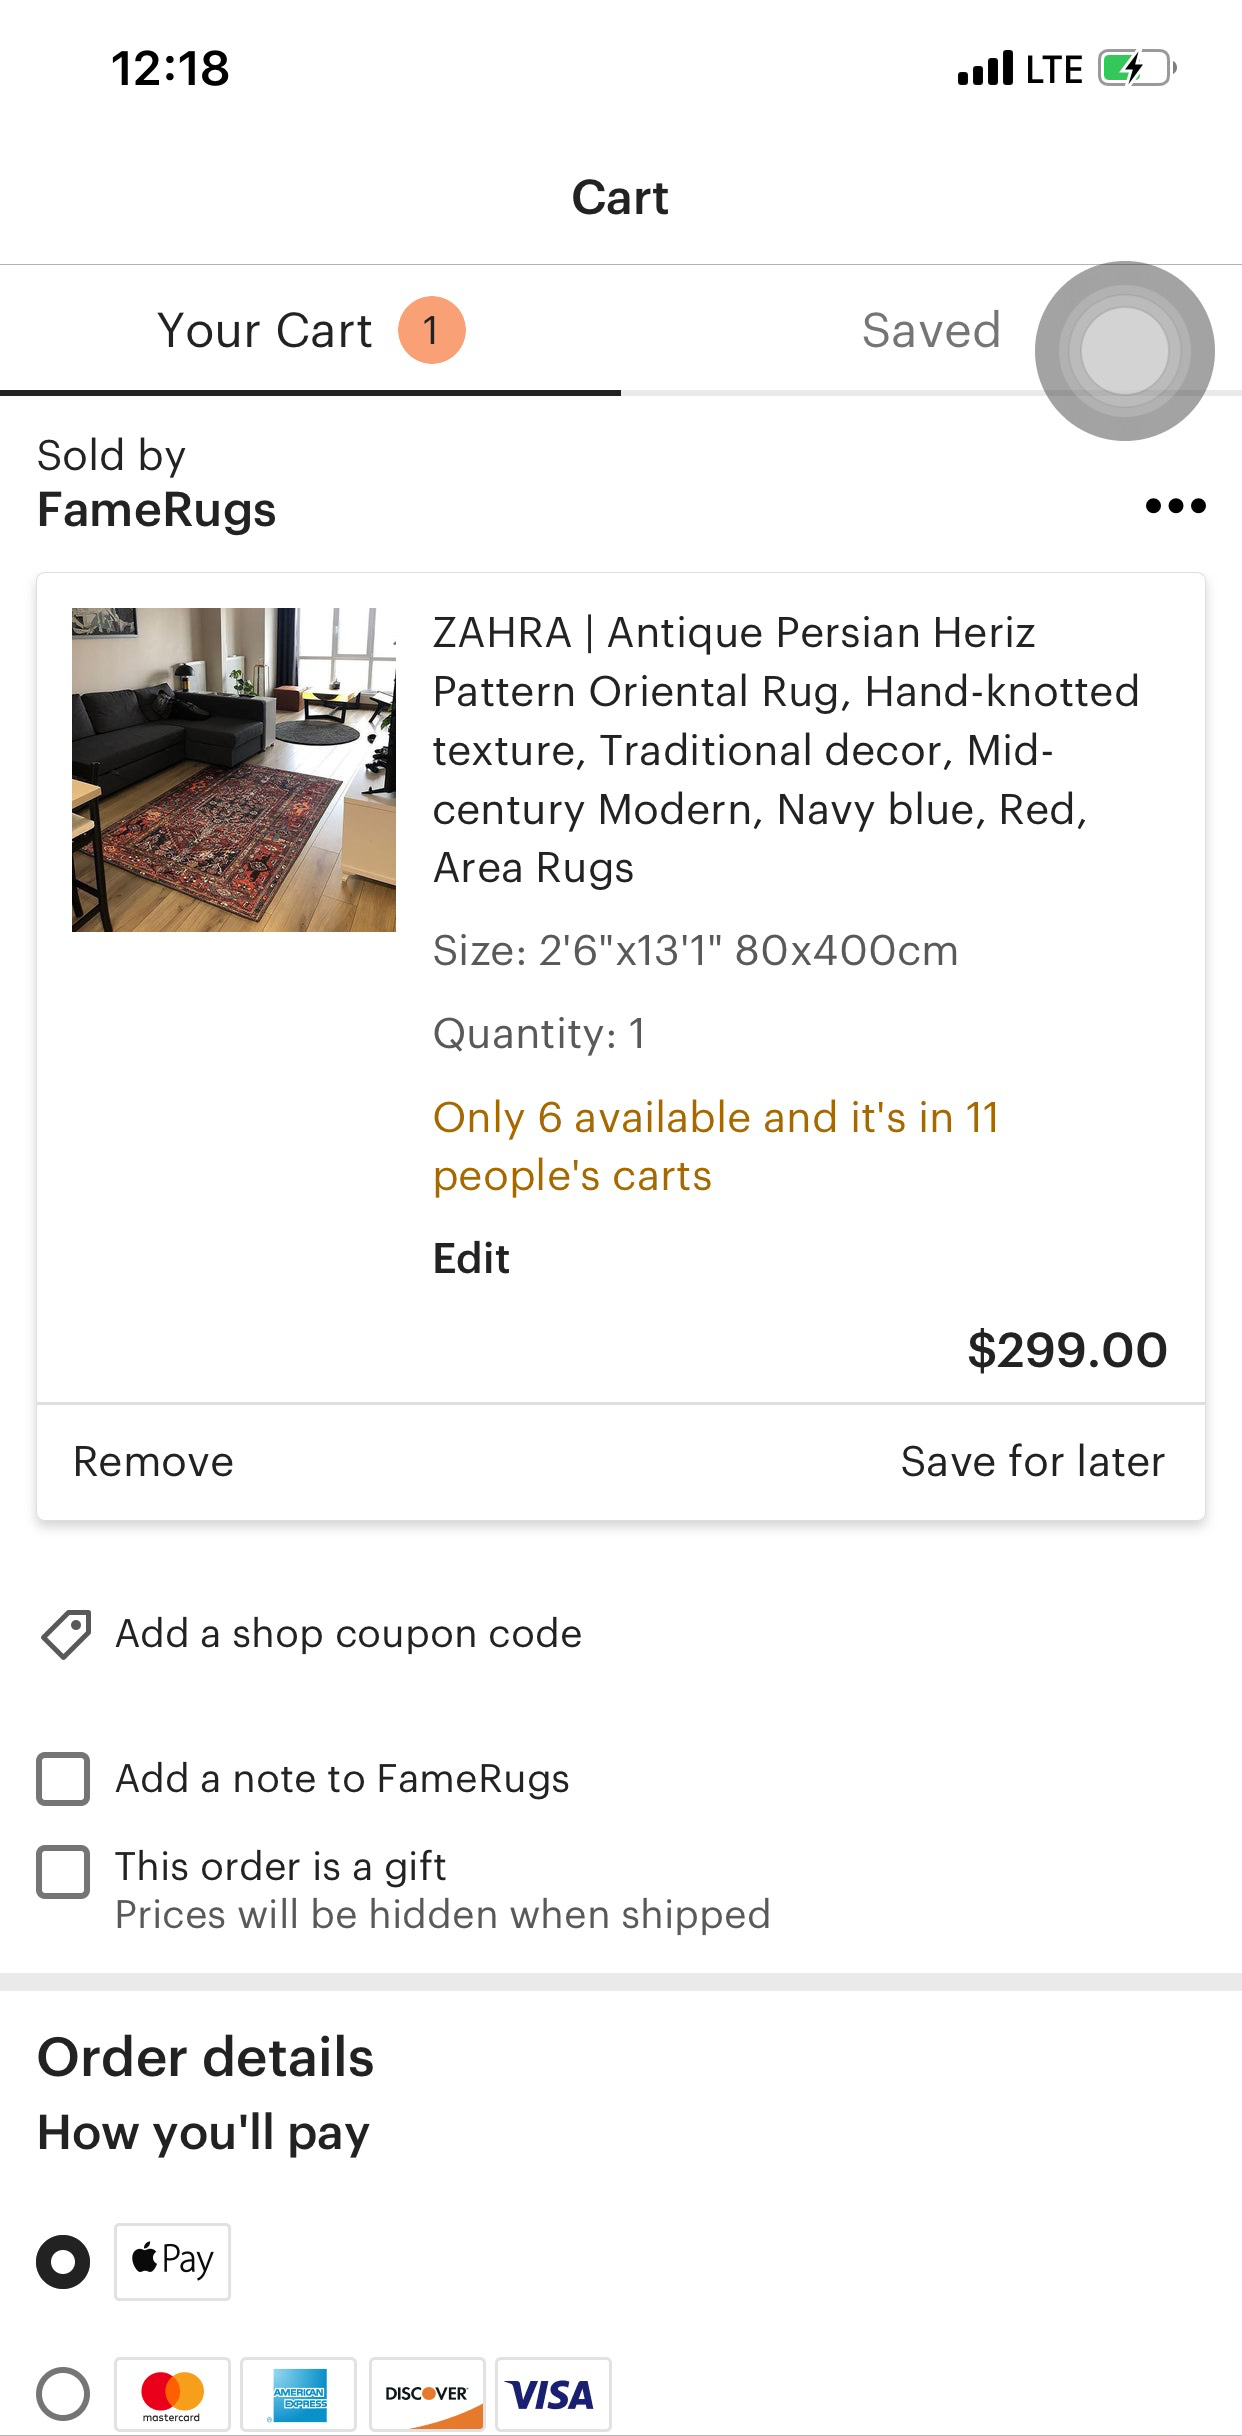 12:18
LTE
Cart
Your Cart 1
Saved
Sold by
FameRugs
ZAHRA | Antique Persian Heriz
Pattern Oriental Rug, Hand-knotted
texture, Traditional decor, Mid-
century Modern, Navy blue, Red,
Area Rugs
Size: 2'6"x13'1" 80x400cm
Quantity: 1
Only 6 available and it's in 11
people's carts
Edit
$299.00
Remove
Save for later
Add a shop coupon code
Add a note to FameRugs
This order is a gift
Prices will be hidden when shipped
Order details
How you'll pay
Pay
mastercard
AMERICAN
EXPRESS
DISCOVER
VISA